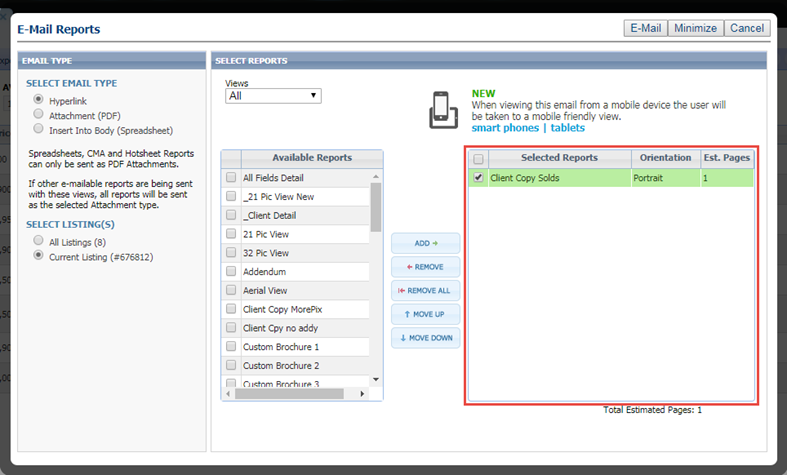 E-Mail Reports
E-Mail
Minimize
Cancel
EMAIL TYPE
SELECT EMAIL TYPE
Hyperlink
Attachment (PDF)
Insert Into Body (Spreadsheet)
Spreadsheets, CMA and Hotsheet Reports
can only be sent as PDF Attachments.
If other e-mailable reports are being sent
with these views, all reports will be sent
as the selected Attachment type.
SELECT LISTING(S)
All Listings (8)
Current Listing (#676812)
SELECT REPORTS
Views
All
NEW
When viewing this email from a mobile device the user will
be taken to a mobile friendly view.
smart phones | tablets
Available Reports
All Fields Detail
_21 Pic View New
_Client Detail
21 Pic View
32 Pic View
Addendum
Aerial View
Client Copy MorePix
Client Cpy no addy
Custom Brochure 1
Custom Brochure 2
Custom Brochure 3
ADD
REMOVE
REMOVE ALL
MOVE UP
MOVE DOWN
Selected Reports Orientation Est. Pages
Client Copy Solds Portrait 1
Total Estimated Pages: 1